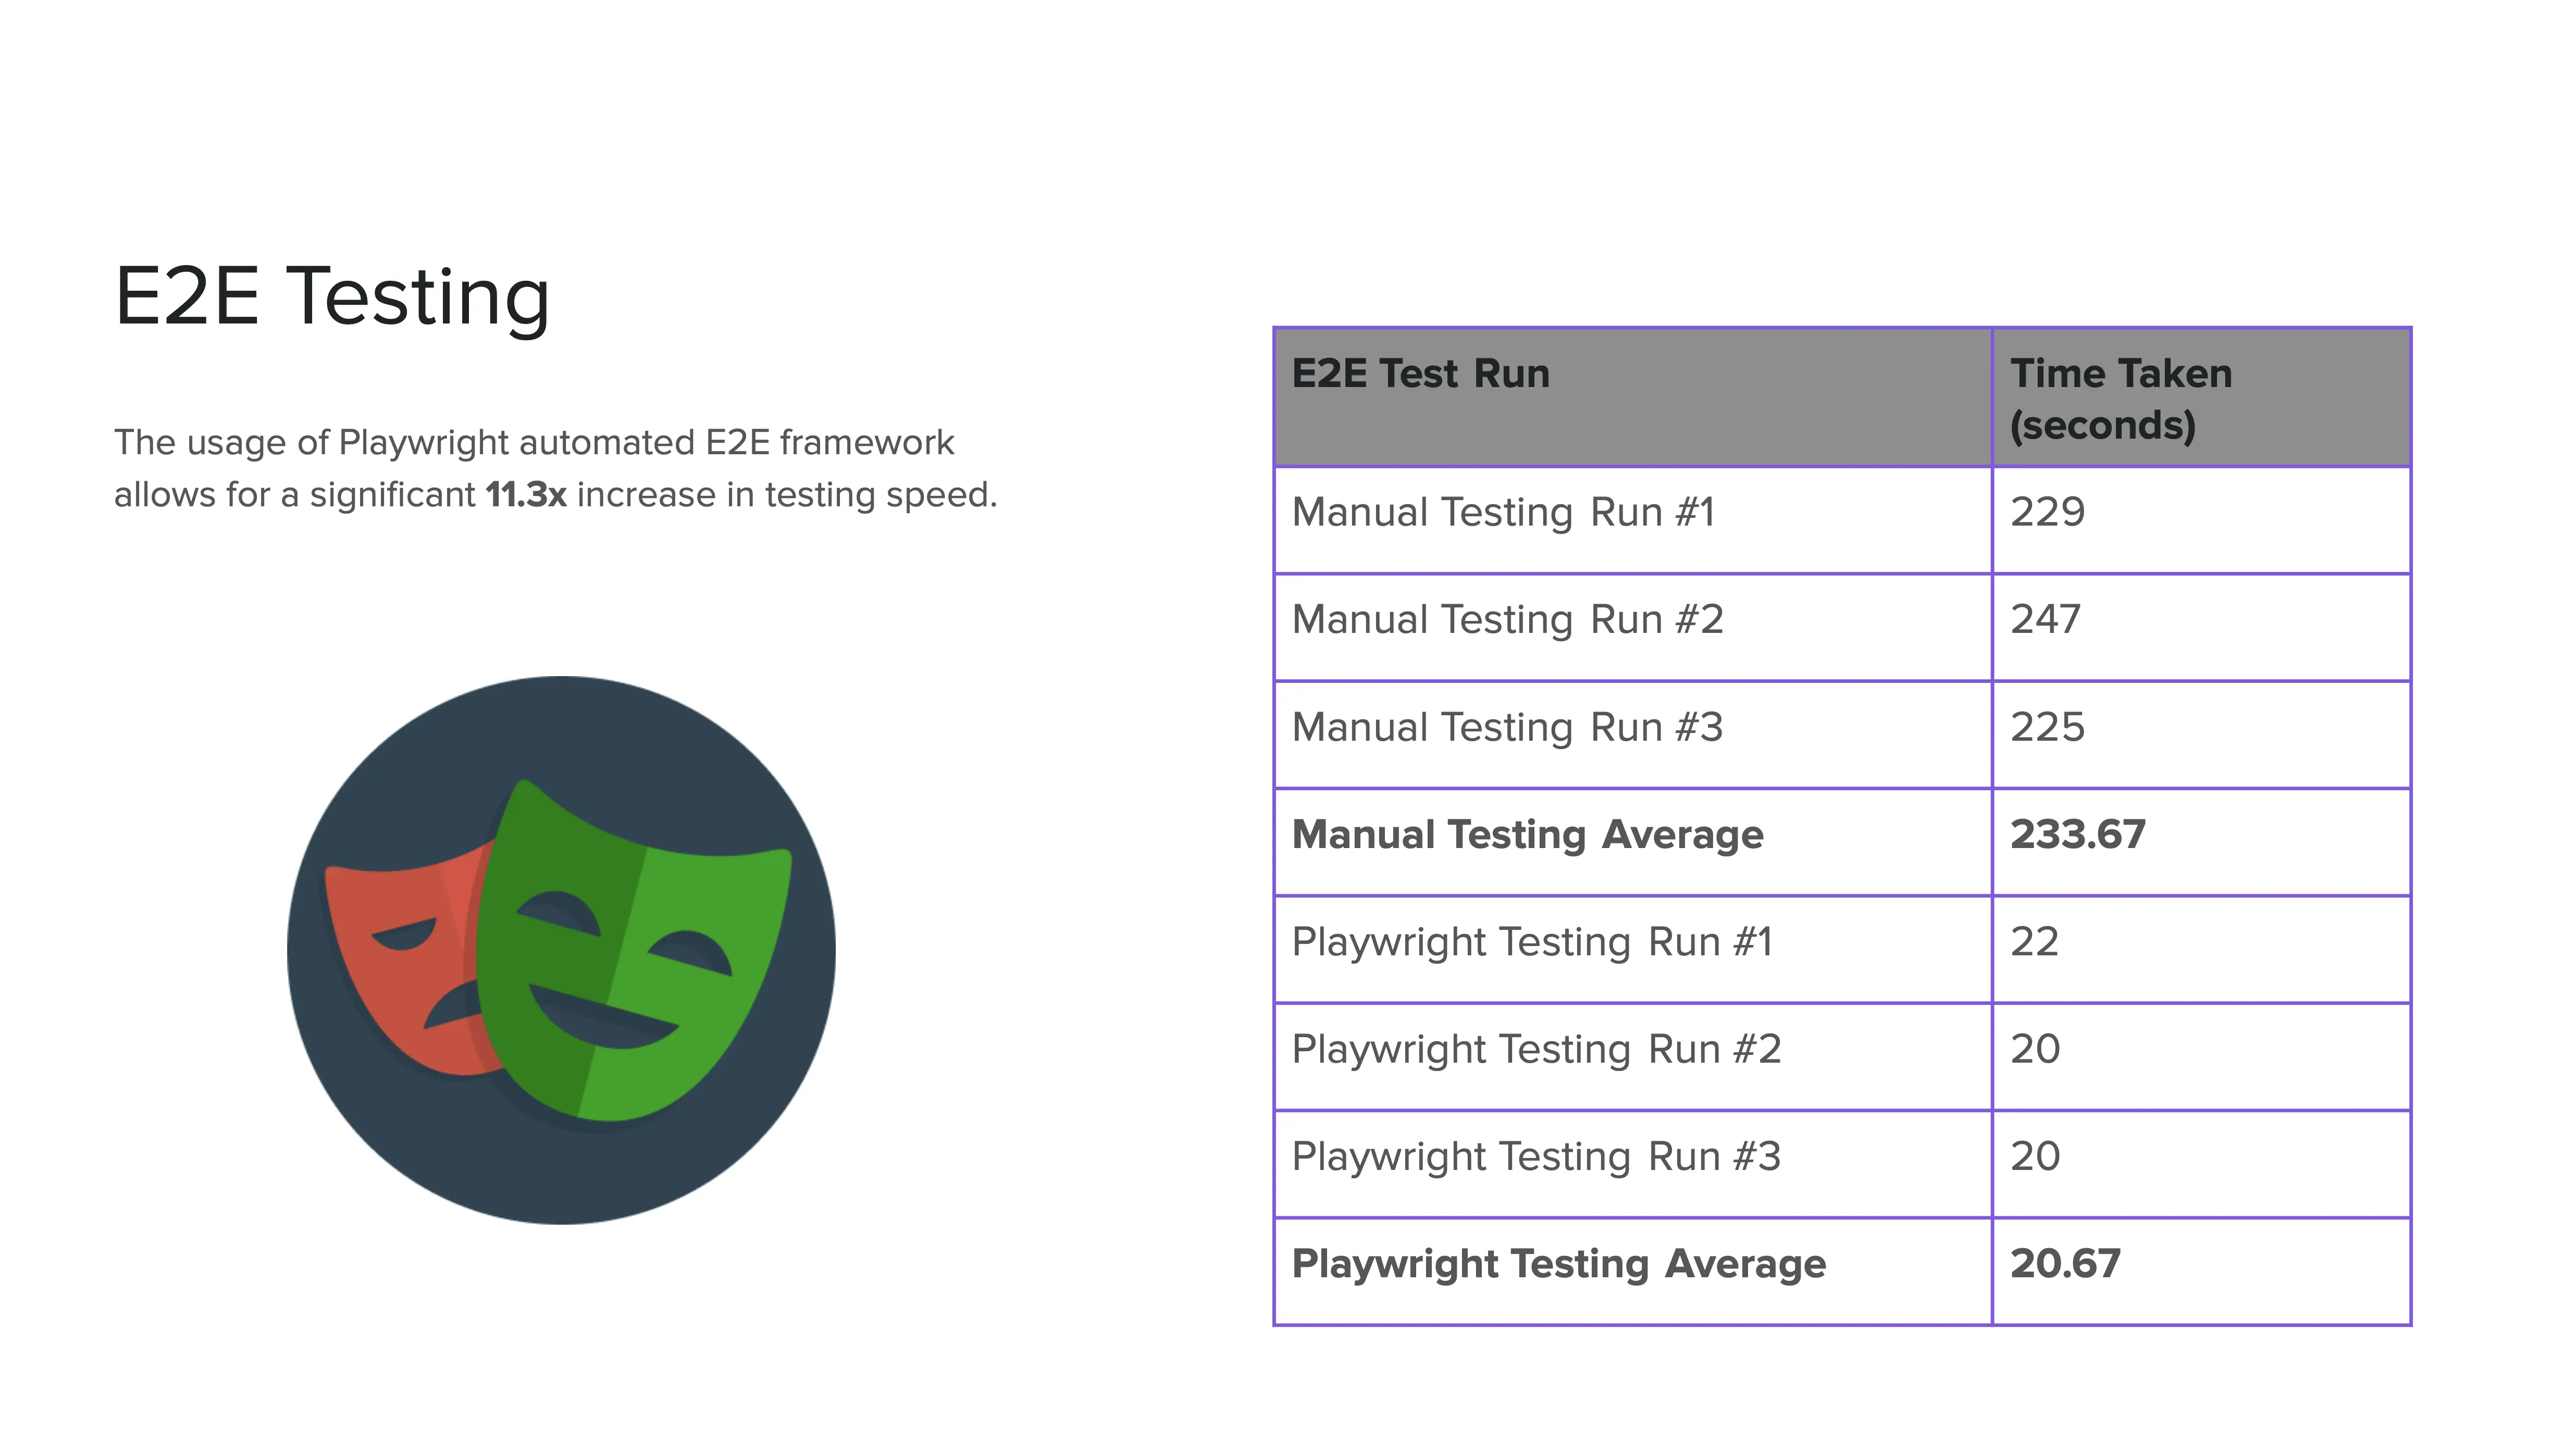 E2E Testing
The usage of Playwright automated E2E framework
allows for a significant 11.3x increase in testing speed.
E2E Test Run
Time Taken
(seconds)
Manual Testing Run #1
229
Manual Testing Run #2
247
Manual Testing Run #3
225
Manual Testing Average
233.67
Playwright Testing Run #1
22
Playwright Testing Run #2
20
Playwright Testing Run #3
20
Playwright Testing Average
20.67